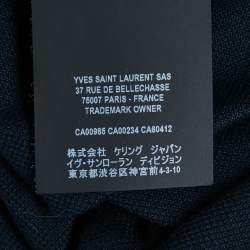 YVES SAINT LAURENT SAS
37 RUE DE BELLECHASSE
75007 PARIS - FRANCE
TRADEMARK OWNER
CA00985 CA00234 CA80412
株式会社 ケリング ジャパン
イヴ・サンローラン ディビジョン
東京都渋谷区神宮前4-3-10